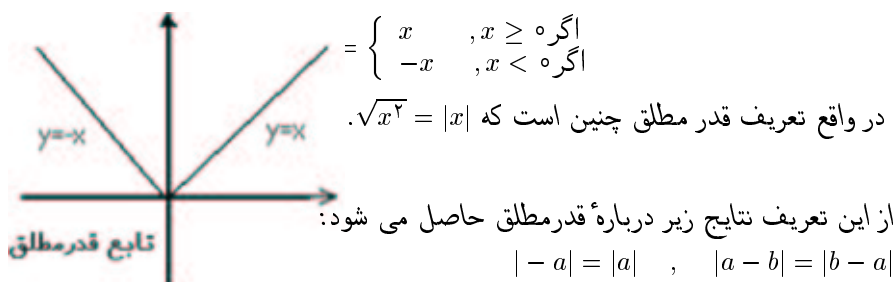 = { x , x ≥ ۰ اگر
−x , x < ۰ اگر
y=-x
y=x
در واقع تعریف قدر مطلق چنین است که √x۲ = |x|.
از این تعریف نتایج زیر دربارهٔ قدرمطلق حاصل می شود:
تابع قدرمطلق
| − a| = |a| , |a − b| = |b − a|